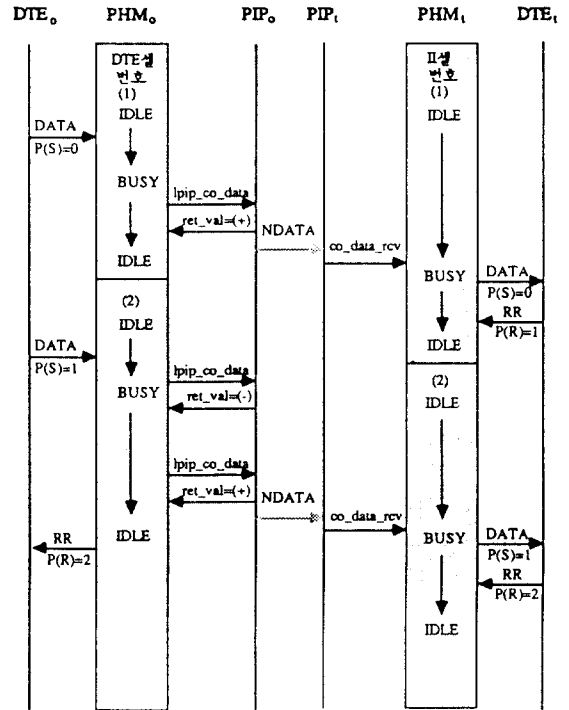 DTEₒ PHMₒ PIPₒ PIPₜ PHMₜ DTEₜ
DTE셀
번호
(1)
IDLE
II셀
번호
(1)
IDLE
DATA
P(S)=0
BUSY
lpip_co_data
ret_val=(+)
NDATA
co_data_rcv
IDLE
BUSY
DATA
P(S)=0
RR
P(R)=1
IDLE
(2)
IDLE
DATA
P(S)=1
BUSY
lpip_co_data
ret_val=(-)
(2)
IDLE
lpip_co_data
ret_val=(+)
NDATA
co_data_rcv
IDLE
RR
P(R)=2
BUSY
DATA
P(S)=1
RR
P(R)=2
IDLE